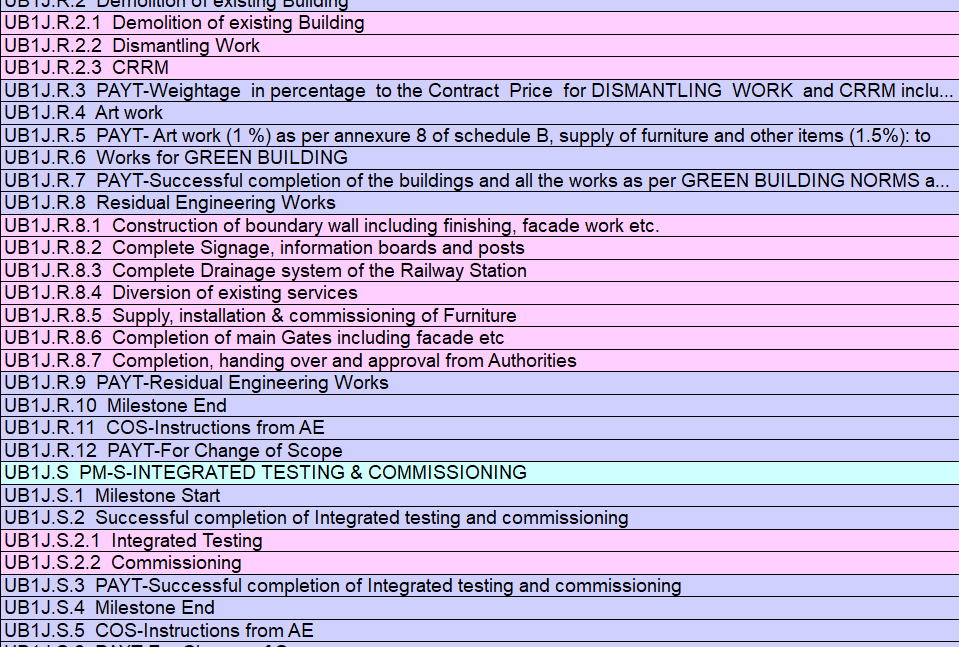 UB1J.R.2 Demolition of existing Building
UB1J.R.2.1 Demolition of existing Building
UB1J.R.2.2 Dismantling Work
UB1J.R.2.3 CRRM
UB1J.R.3 PAYT-Weightage in percentage to the Contract Price for DISMANTLING WORK and CRRM inclu...
UB1J.R.4 Art work
UB1J.R.5 PAYT- Art work (1 %) as per annexure 8 of schedule B, supply of furniture and other items (1.5%): to
UB1J.R.6 Works for GREEN BUILDING
UB1J.R.7 PAYT-Successful completion of the buildings and all the works as per GREEN BUILDING NORMS a...
UB1J.R.8 Residual Engineering Works
UB1J.R.8.1 Construction of boundary wall including finishing, facade work etc.
UB1J.R.8.2 Complete Signage, information boards and posts
UB1J.R.8.3 Complete Drainage system of the Railway Station
UB1J.R.8.4 Diversion of existing services
UB1J.R.8.5 Supply, installation & commissioning of Furniture
UB1J.R.8.6 Completion of main Gates including facade etc
UB1J.R.8.7 Completion, handing over and approval from Authorities
UB1J.R.9 PAYT-Residual Engineering Works
UB1J.R.10 Milestone End
UB1J.R.11 COS-Instructions from AE
UB1J.R.12 PAYT-For Change of Scope
UB1J.S PM-S-INTEGRATED TESTING & COMMISSIONING
UB1J.S.1 Milestone Start
UB1J.S.2 Successful completion of Integrated testing and commissioning
UB1J.S.2.1 Integrated Testing
UB1J.S.2.2 Commissioning
UB1J.S.3 PAYT-Successful completion of Integrated testing and commissioning
UB1J.S.4 Milestone End
UB1J.S.5 COS-Instructions from AE